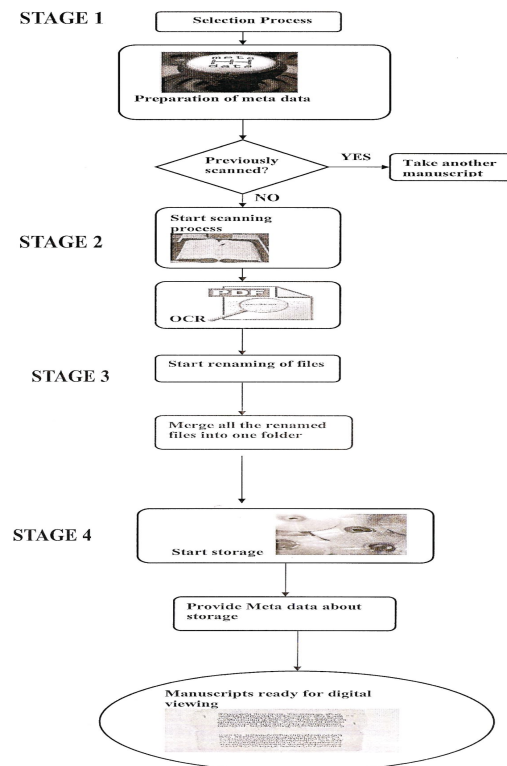 STAGE 1
Selection Process
meta
data
Preparation of meta data
Previously
scanned?
YES
Take another
manuscript
NO
STAGE 2
Start scanning
process
PDF
OCR
STAGE 3
Start renaming of files
Merge all the renamed
files into one folder
STAGE 4
Start storage
Provide Meta data about
storage
Manuscripts ready for digital
viewing